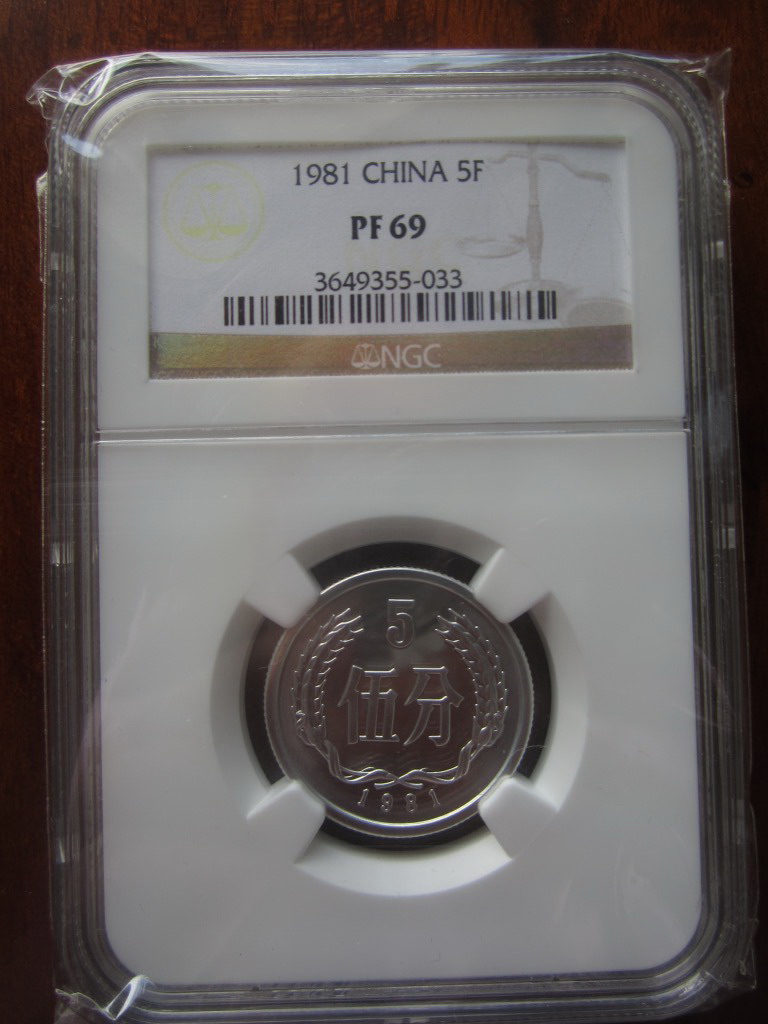 1981 CHINA 5F
PF 69
3649355-033
NGC
5
伍分
1981